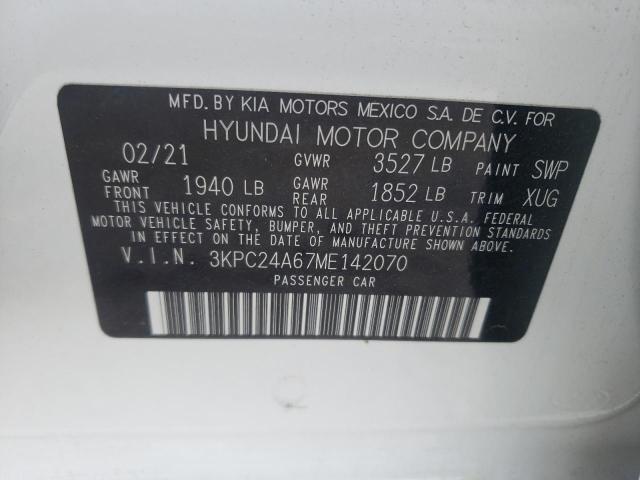 MFD. BY KIA MOTORS MEXICO S.A. DE C.V. FOR
HYUNDAI MOTOR COMPANY
02/21 GVWR 3527 LB PAINT SWP
GAWR FRONT 1940 LB GAWR REAR 1852 LB TRIM XUG
THIS VEHICLE CONFORMS TO ALL APPLICABLE U.S.A. FEDERAL
MOTOR VEHICLE SAFETY, BUMPER, AND THEFT PREVENTION STANDARDS
IN EFFECT ON THE DATE OF MANUFACTURE SHOWN ABOVE.
V.I.N. 3KPC24A67ME142070
PASSENGER CAR